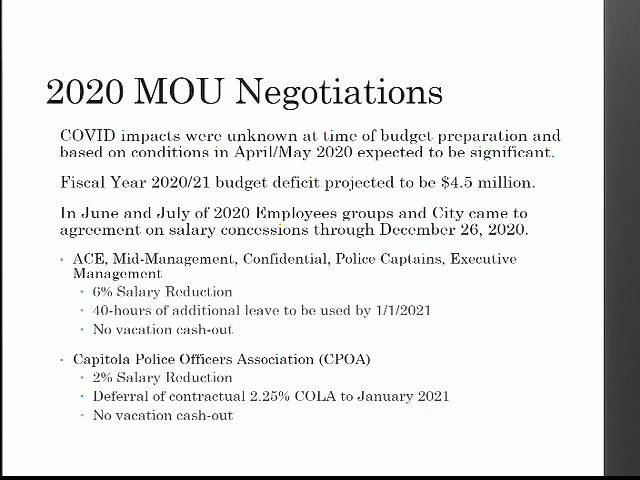 2020 MOU Negotiations
COVID impacts were unknown at time of budget preparation and
based on conditions in April/May 2020 expected to be significant.
Fiscal Year 2020/21 budget deficit projected to be $4.5 million.
In June and July of 2020 Employees groups and City came to
agreement on salary concessions through December 26, 2020.
• ACE, Mid-Management, Confidential, Police Captains, Executive
Management
• 6% Salary Reduction
• 40-hours of additional leave to be used by 1/1/2021
• No vacation cash-out
• Capitola Police Officers Association (CPOA)
• 2% Salary Reduction
• Deferral of contractual 2.25% COLA to January 2021
• No vacation cash-out